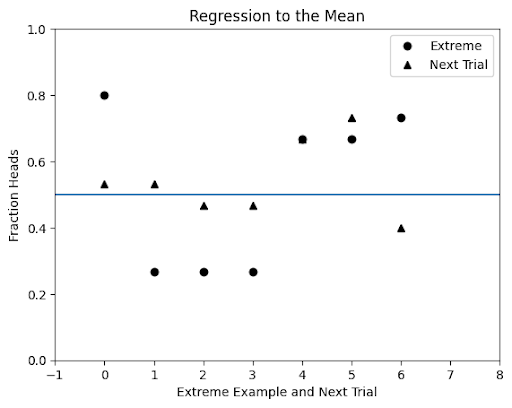 Regression to the Mean
Extreme
Next Trial
1.0
0.8
0.6
0.4
0.2
0.0
Fraction Heads
−1 0 1 2 3 4 5 6 7 8
Extreme Example and Next Trial